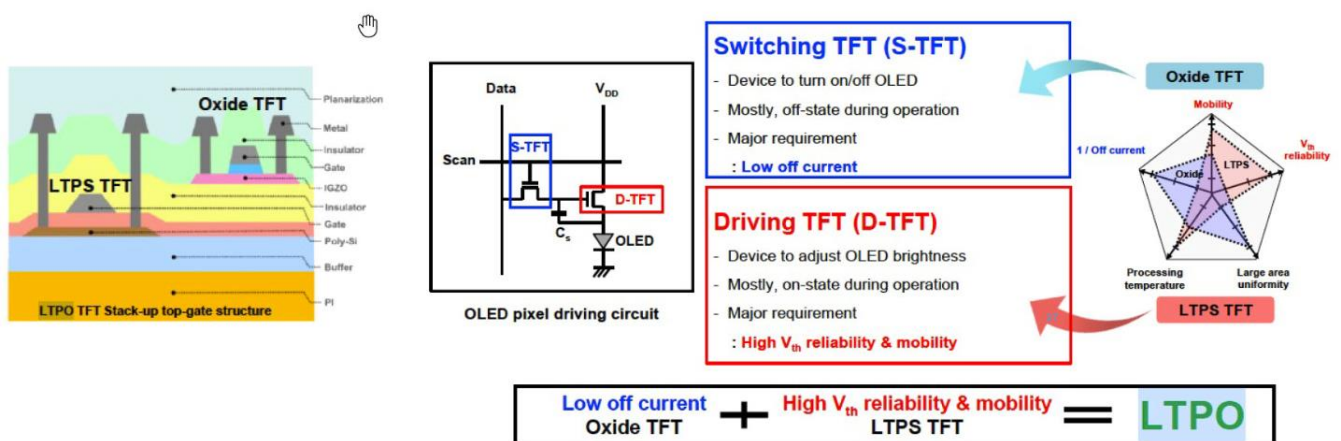 Oxide TFT
LTPS TFT
Planarization
Metal
Insulator
Gate
IGZO
Insulator
Gate
Poly-Si
Buffer
PI
LTPO TFT Stack-up top-gate structure
Data
V_DD
Scan
S-TFT
D-TFT
C_s
OLED
OLED pixel driving circuit
Switching TFT (S-TFT)
- Device to turn on/off OLED
- Mostly, off-state during operation
- Major requirement
: Low off current
Driving TFT (D-TFT)
- Device to adjust OLED brightness
- Mostly, on-state during operation
- Major requirement
: High V_th reliability & mobility
Oxide TFT
Mobility
1 / Off current
V_th
reliability
LTPS
Oxide
Processing
temperature
Large area
uniformity
LTPS TFT
Low off current
Oxide TFT
+
High V_th reliability & mobility
LTPS TFT
=
LTPO